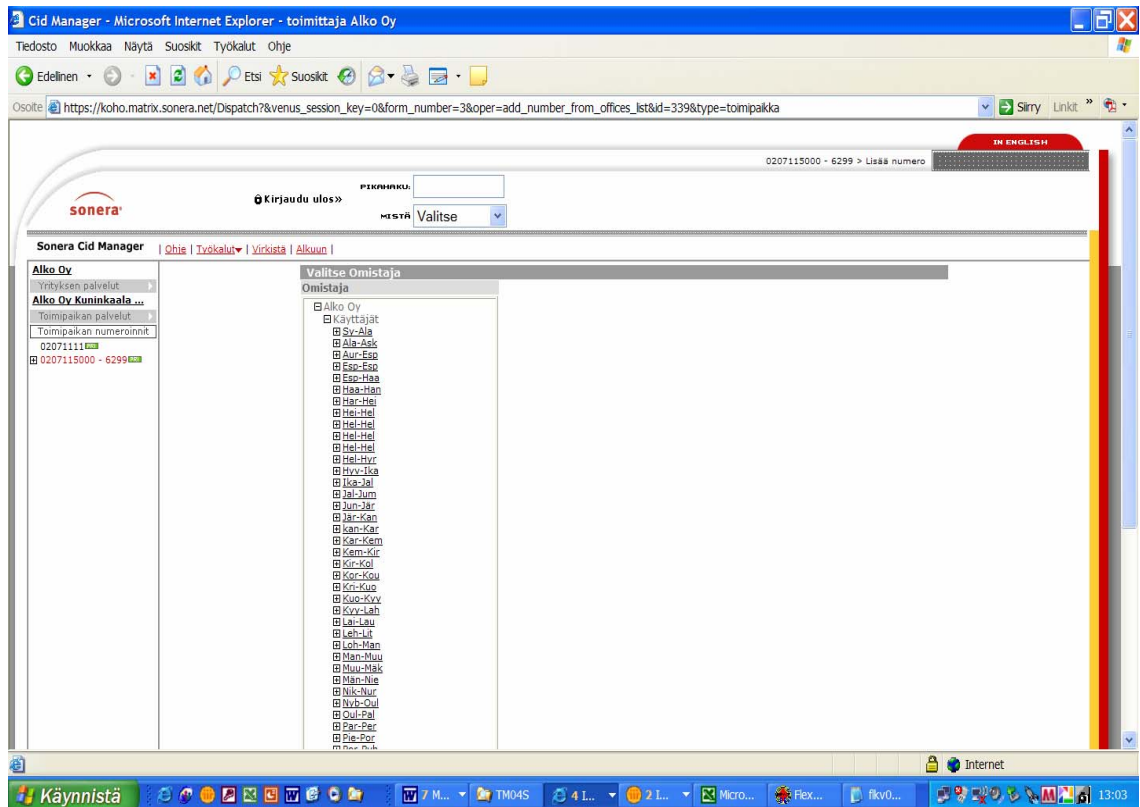 Cid Manager - Microsoft Internet Explorer - toimittaja Alko Oy
Tiedosto Muokkaa Näytä Suosikit Työkalut Ohje
Edellinen Etsi Suosikit
Osoite https://koho.matrix.sonera.net/Dispatch?&venus_session_key=0&form_number=3&oper=add_number_from_offices_list&id=339&type=toimipaikka Siirry Linkit »
IN ENGLISH
0207115000 - 6299 > Lisää numero
PIKAHAKU:
Kirjaudu ulos»
sonera
MISTÄ Valitse
Sonera Cid Manager | Ohje | Työkalut | Virkistä | Alkuun |
Alko Oy
Yrityksen palvelut
Alko Oy Kuninkaala ...
Toimipaikan palvelut
Toimipaikan numeroinnit
02071111
0207115000 - 6299
Valitse Omistaja
Omistaja
Alko Oy
Käyttäjät
Sy-Ala
Ala-Ask
Aur-Esp
Esp-Esp
Esp-Haa
Haa-Han
Har-Hei
Hei-Hel
Hel-Hel
Hel-Hel
Hel-Hel
Hel-Hyr
Hyv-Ika
Ika-Jal
Jal-Jum
Jun-Jär
Jär-Kan
kan-Kar
Kar-Kem
Kem-Kir
Kir-Kol
Kor-Kou
Kri-Kuo
Kuo-Kyy
Kyy-Lah
Lai-Lau
Leh-Lit
Loh-Man
Man-Muu
Muu-Mäk
Män-Nie
Nik-Nur
Nyb-Oul
Oul-Pal
Par-Per
Pie-Por
Internet
Käynnistä 7 M... TM04S 4 I... 2 I... Micro... Flex... fikv0... 13:03